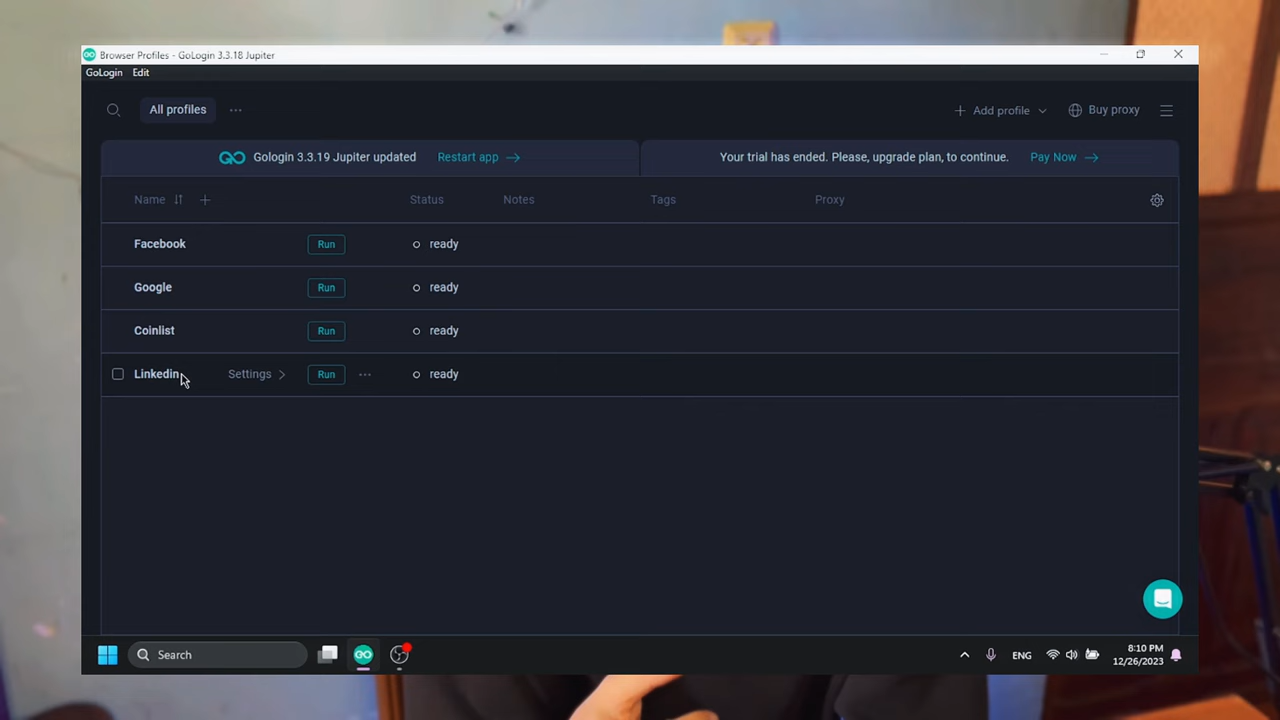 Browser Profiles - GoLogin 3.3.18 Jupiter
GoLogin Edit
All profiles ... Add profile Buy proxy
Gologin 3.3.19 Jupiter updated Restart app → Your trial has ended. Please, upgrade plan, to continue. Pay Now →
Name + Status Notes Tags Proxy
Facebook Run ready
Google Run ready
Coinlist Run ready
Linkedin Settings > Run ... ready
Search ENG 8:10 PM
12/26/2023